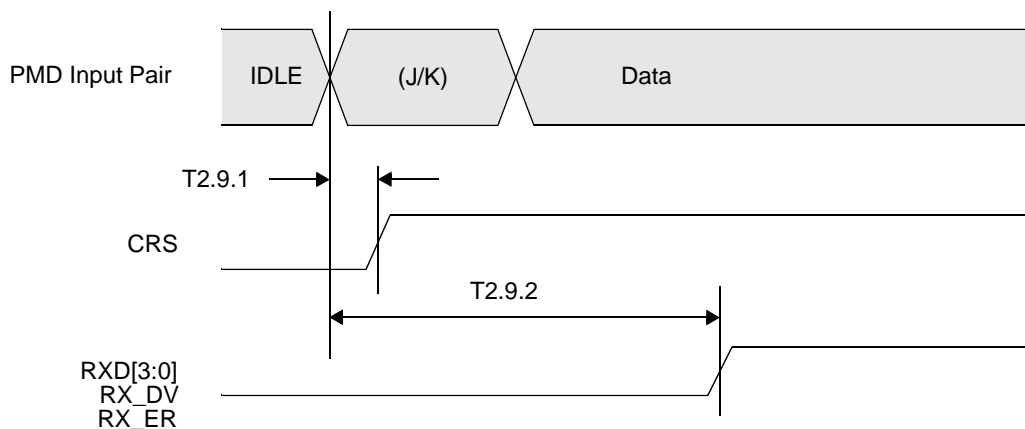 PMD Input Pair
IDLE
(J/K)
Data
T2.9.1
CRS
T2.9.2
RXD[3:0]
RX_DV
RX_ER